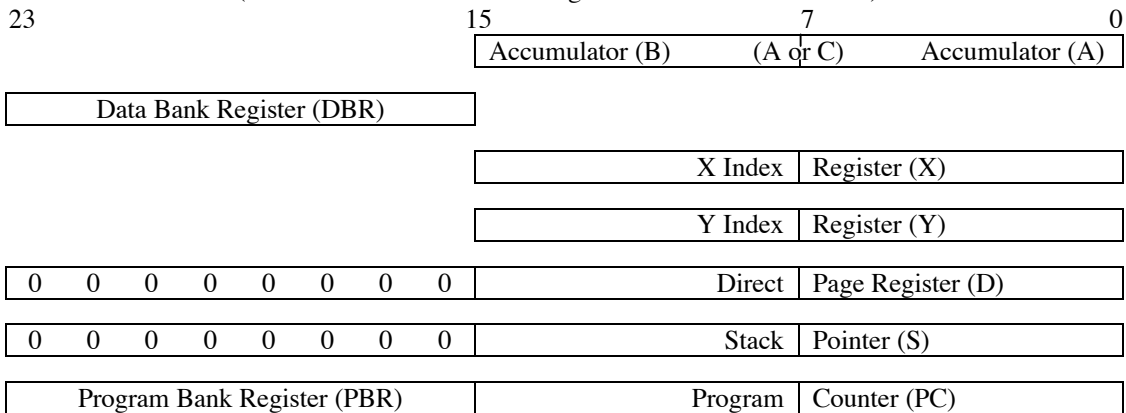 23 15 7 0
Accumulator (B) (A or C) Accumulator (A)
Data Bank Register (DBR)
X Index Register (X)
Y Index Register (Y)
0 0 0 0 0 0 0 0 Direct Page Register (D)
0 0 0 0 0 0 0 0 Stack Pointer (S)
Program Bank Register (PBR) Program Counter (PC)